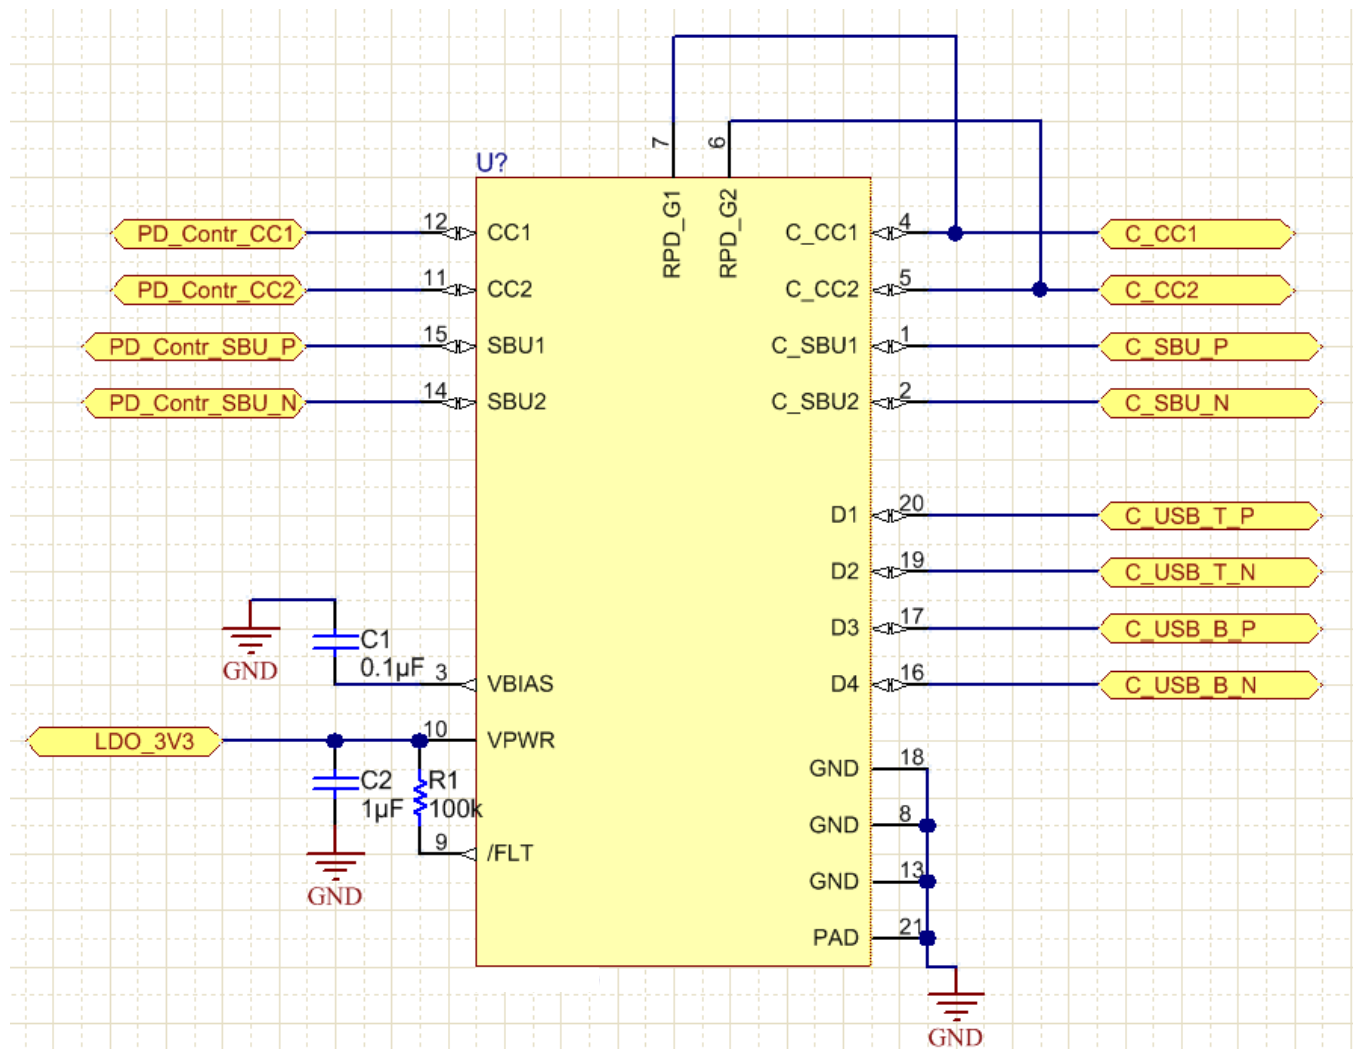 7
6
U?
RPD_G1
RPD_G2
PD_Contr_CC1
12
CC1
C_CC1
4
C_CC1
PD_Contr_CC2
11
CC2
C_CC2
5
C_CC2
PD_Contr_SBU_P
15
SBU1
C_SBU1
1
C_SBU_P
PD_Contr_SBU_N
14
SBU2
C_SBU2
2
C_SBU_N
D1
20
C_USB_T_P
D2
19
C_USB_T_N
D3
17
C_USB_B_P
C1
0.1µF
GND
3
VBIAS
D4
16
C_USB_B_N
LDO_3V3
10
VPWR
GND
18
C2
1µF
R1
100k
GND
8
9
/FLT
GND
GND
13
PAD
21
GND